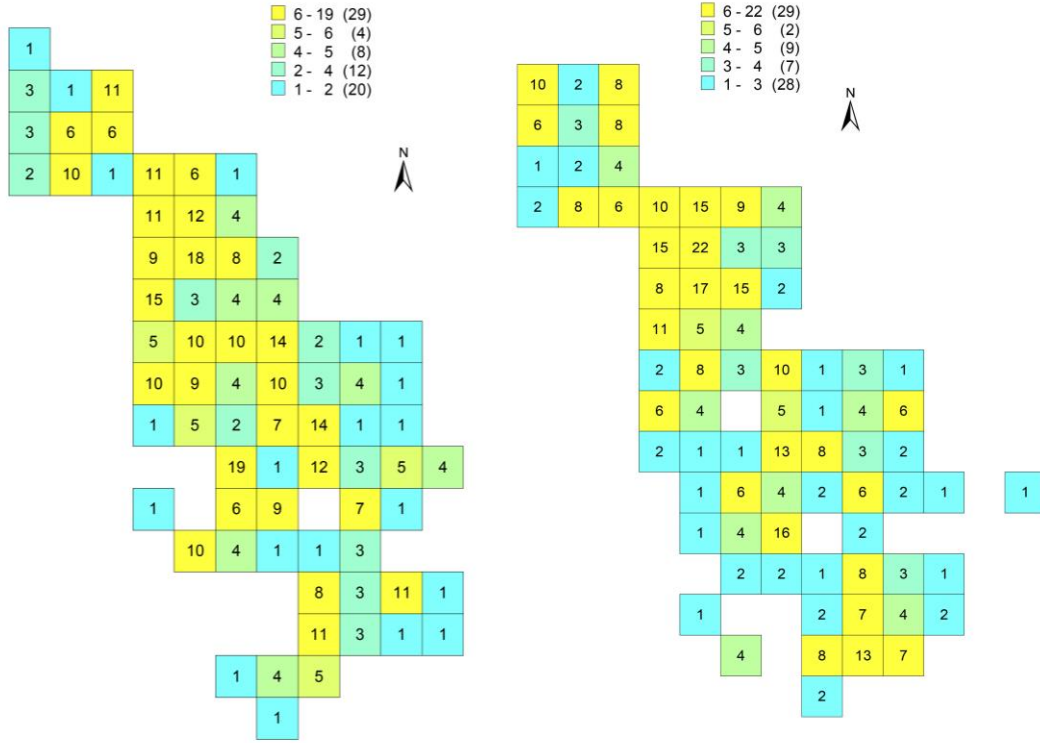 6 - 19 (29)
5 - 6 (4)
4 - 5 (8)
2 - 4 (12)
1 - 2 (20)
N
1
3 1 11
3 6 6
2 10 1 11 6 1
11 12 4
9 18 8 2
15 3 4 4
5 10 10 14 2 1 1
10 9 4 10 3 4 1
1 5 2 7 14 1 1
19 1 12 3 5 4
1 6 9 7 1
10 4 1 1 3
8 3 11 1
11 3 1 1
1 4 5
1
6 - 22 (29)
5 - 6 (2)
4 - 5 (9)
3 - 4 (7)
1 - 3 (28)
N
10 2 8
6 3 8
1 2 4
2 8 6 10 15 9 4
15 22 3 3
8 17 15 2
11 5 4
2 8 3 10 1 3 1
6 4 5 1 4 6
2 1 1 13 8 3 2
1 6 4 2 6 2 1 1
1 4 16 2
2 2 1 8 3 1
1 2 7 4 2
4 8 13 7
2